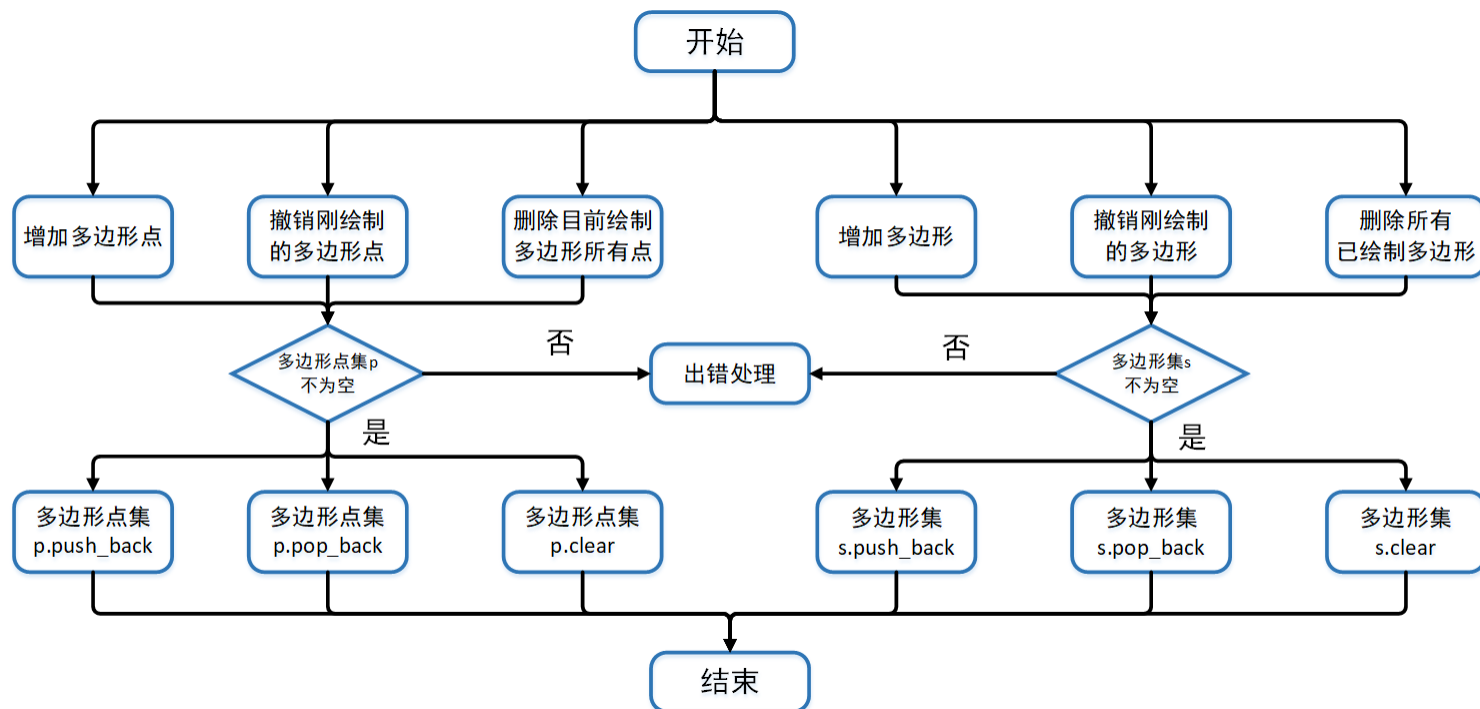 开始
增加多边形点
撤销刚绘制
的多边形点
删除目前绘制
多边形所有点
增加多边形
撤销刚绘制
的多边形
删除所有
已绘制多边形
多边形点集p
不为空
否
出错处理
否
多边形集s
不为空
是
是
多边形点集
p.push_back
多边形点集
p.pop_back
多边形点集
p.clear
多边形集
s.push_back
多边形集
s.pop_back
多边形集
s.clear
结束